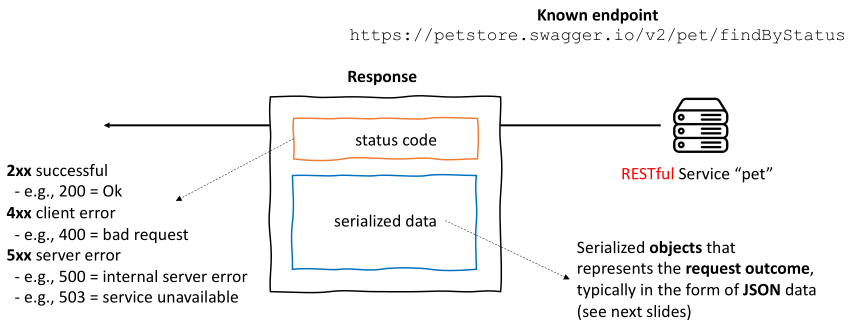 Known endpoint
https://petstore.swagger.io/v2/pet/findByStatus
Response
status code
serialized data
RESTful Service “pet”
2xx successful
- e.g., 200 = Ok
4xx client error
- e.g., 400 = bad request
5xx server error
- e.g., 500 = internal server error
- e.g., 503 = service unavailable
Serialized objects that
represents the request outcome,
typically in the form of JSON data
(see next slides)